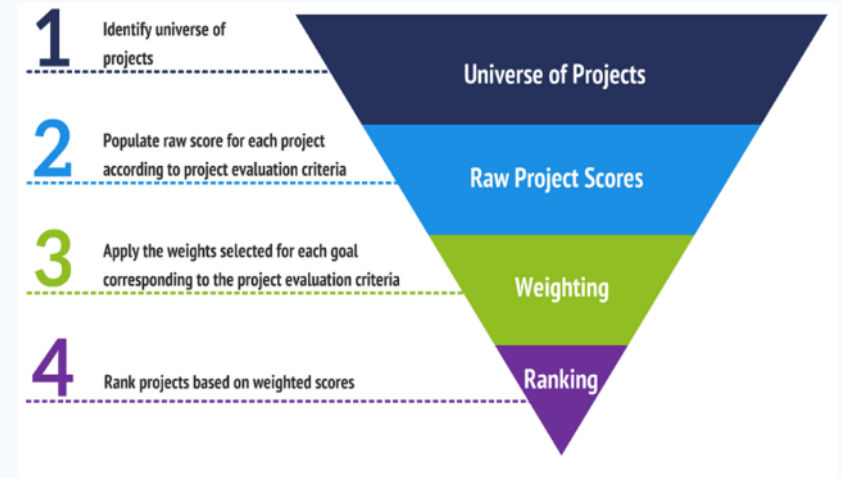 1
Identify universe of
projects
Universe of Projects
2
Populate raw score for each project
according to project evaluation criteria
Raw Project Scores
3
Apply the weights selected for each goal
corresponding to the project evaluation criteria
Weighting
4
Rank projects based on weighted scores
Ranking